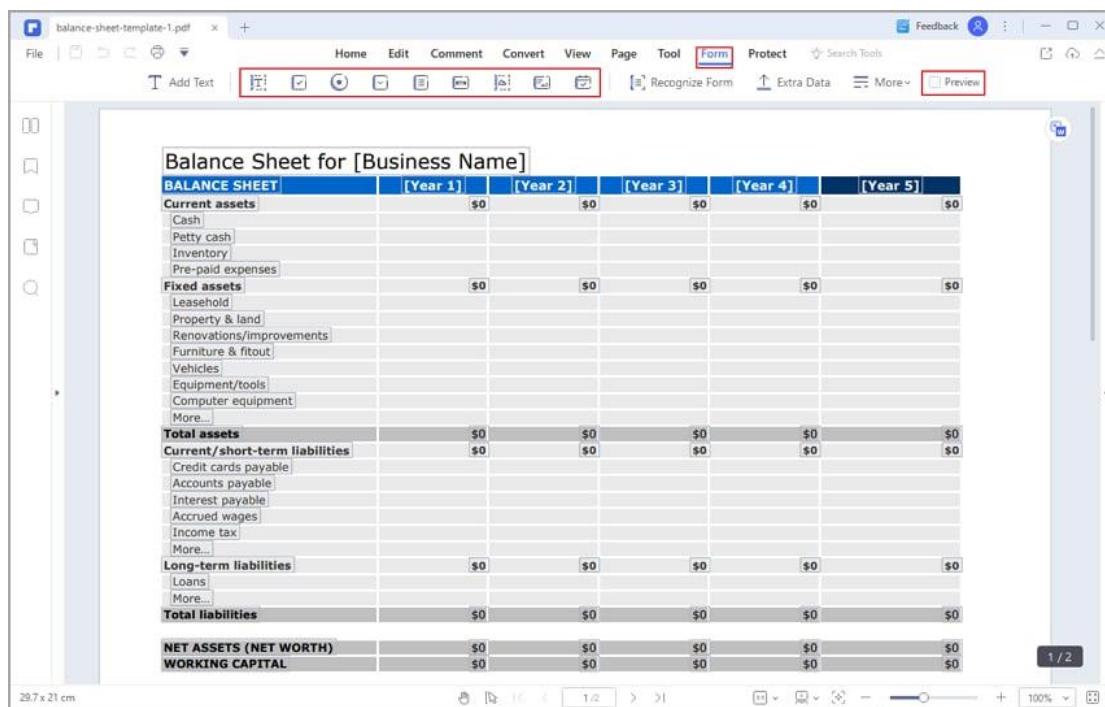 balance-sheet-template-1.pdf × + Feedback
File Home Edit Comment Convert View Page Tool Form Protect Search Tools
Add Text Recognize Form Extra Data More Preview
Balance Sheet for [Business Name]
BALANCE SHEET [Year 1] [Year 2] [Year 3] [Year 4] [Year 5]
Current assets $0 $0 $0 $0 $0
Cash
Petty cash
Inventory
Pre-paid expenses
Fixed assets $0 $0 $0 $0 $0
Leasehold
Property & land
Renovations/improvements
Furniture & fitout
Vehicles
Equipment/tools
Computer equipment
More...
Total assets $0 $0 $0 $0 $0
Current/short-term liabilities $0 $0 $0 $0 $0
Credit cards payable
Accounts payable
Interest payable
Accrued wages
Income tax
More...
Long-term liabilities $0 $0 $0 $0 $0
Loans
More...
Total liabilities $0 $0 $0 $0 $0
NET ASSETS (NET WORTH) $0 $0 $0 $0 $0
WORKING CAPITAL $0 $0 $0 $0 $0
1 / 2
29.7 x 21 cm 1 /2 100%